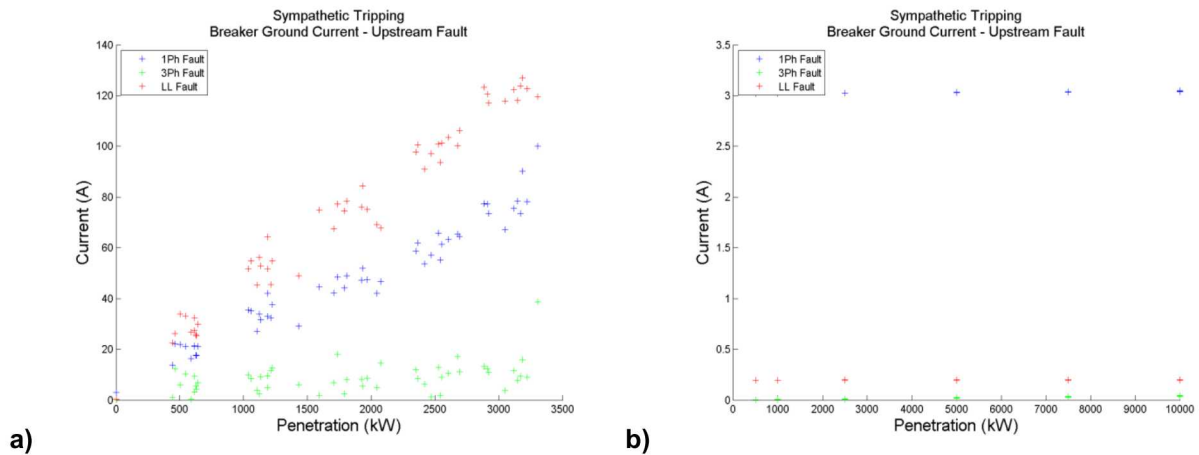 Sympathetic Tripping
Breaker Ground Current - Upstream Fault
140
120
100
80
60
40
20
0
Current (A)
1Ph Fault
3Ph Fault
LL Fault
0 500 1000 1500 2000 2500 3000 3500
Penetration (kW)
a)
Sympathetic Tripping
Breaker Ground Current - Upstream Fault
3.5
3
2.5
2
1.5
1
0.5
0
Current (A)
1Ph Fault
3Ph Fault
LL Fault
0 1000 2000 3000 4000 5000 6000 7000 8000 9000 10000
Penetration (kW)
b)